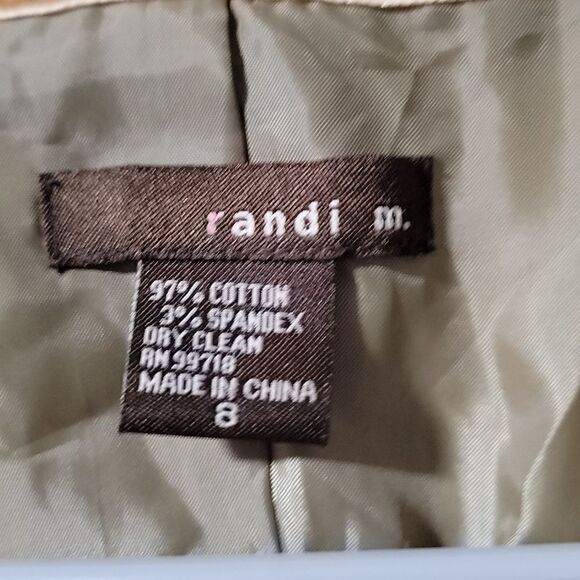 randi m.
97% COTTON
3% SPANDEX
DRY CLEAN
RN 99718
MADE IN CHINA
8